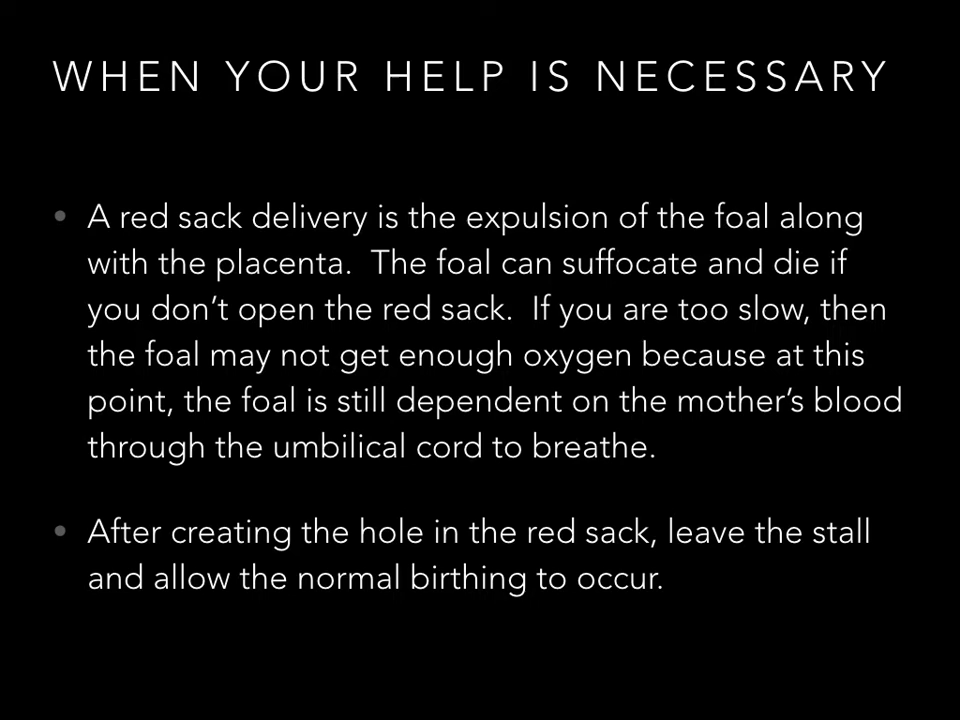 WHEN YOUR HELP IS NECESSARY
• A red sack delivery is the expulsion of the foal along
with the placenta.  The foal can suffocate and die if
you don’t open the red sack.  If you are too slow, then
the foal may not get enough oxygen because at this
point, the foal is still dependent on the mother’s blood
through the umbilical cord to breathe.
• After creating the hole in the red sack, leave the stall
and allow the normal birthing to occur.